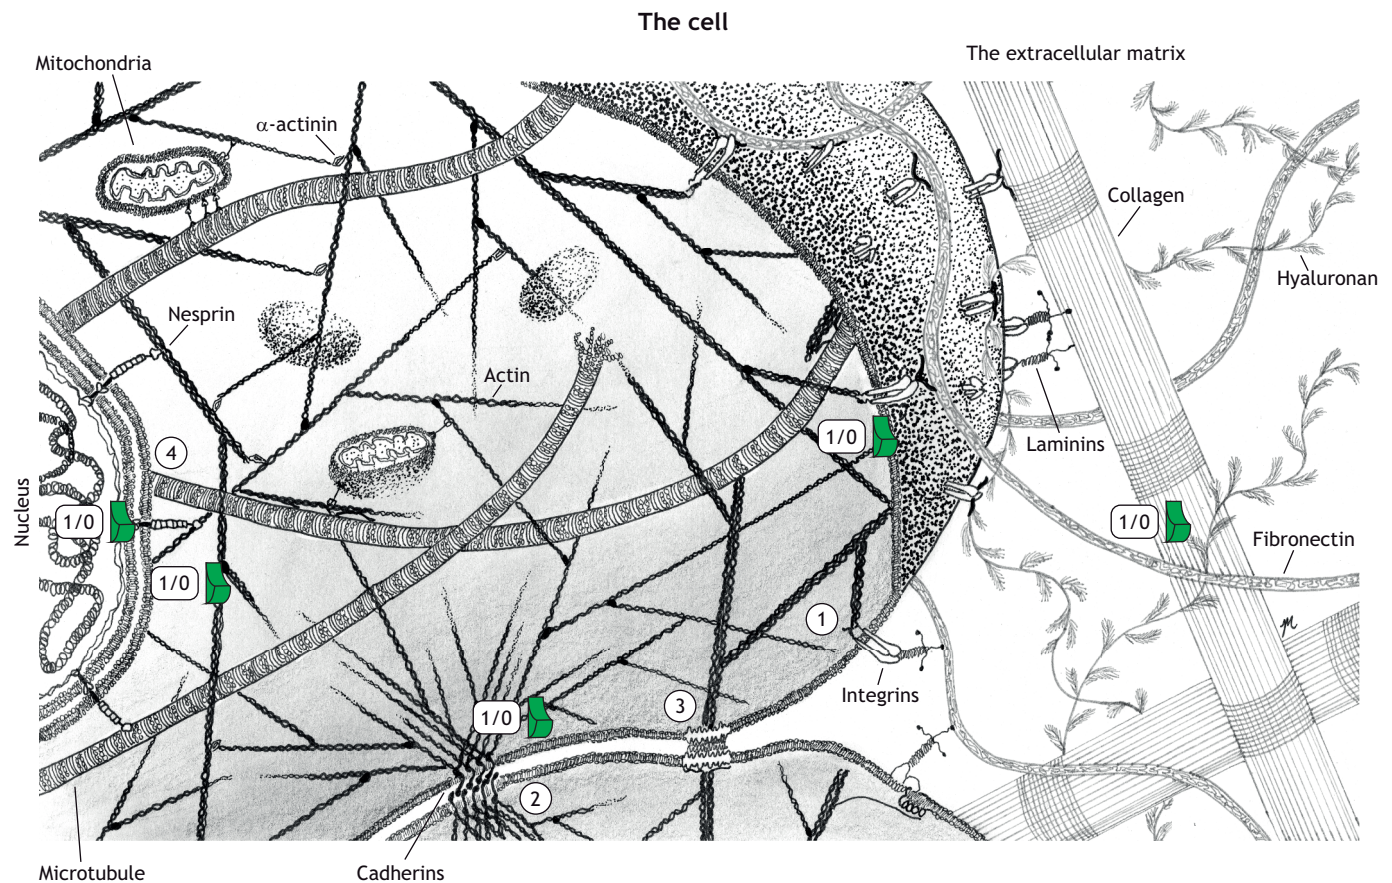 The cell
Mitochondria
The extracellular matrix
α-actinin
Collagen
Hyaluronan
Nesprin
Actin
1/0
Laminins
4
Nucleus
1/0
1/0
Fibronectin
1/0
1
Integrins
3
1/0
2
Microtubule
Cadherins